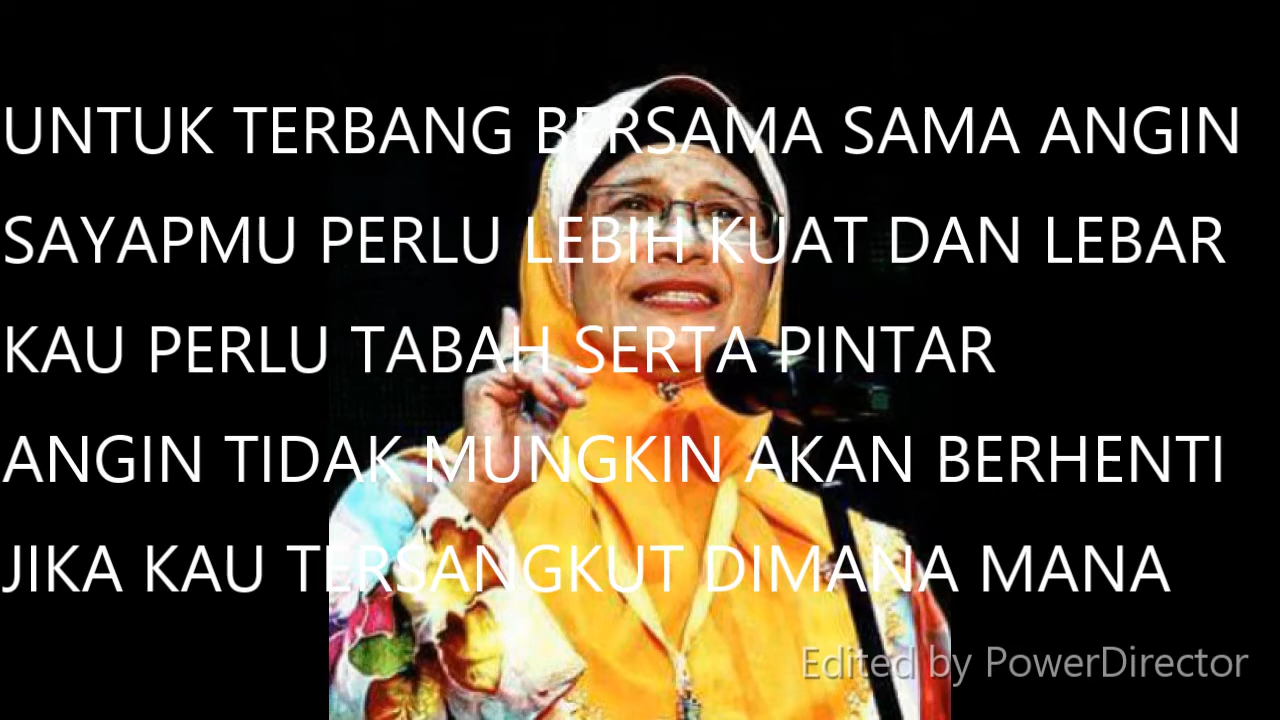 UNTUK TERBANG BERSAMA SAMA ANGIN
SAYAPMU PERLU LEBIH KUAT DAN LEBAR
KAU PERLU TABAH SERTA PINTAR
ANGIN TIDAK MUNGKIN AKAN BERHENTI
JIKA KAU TERSANGKUT DIMANA MANA
Edited by PowerDirector